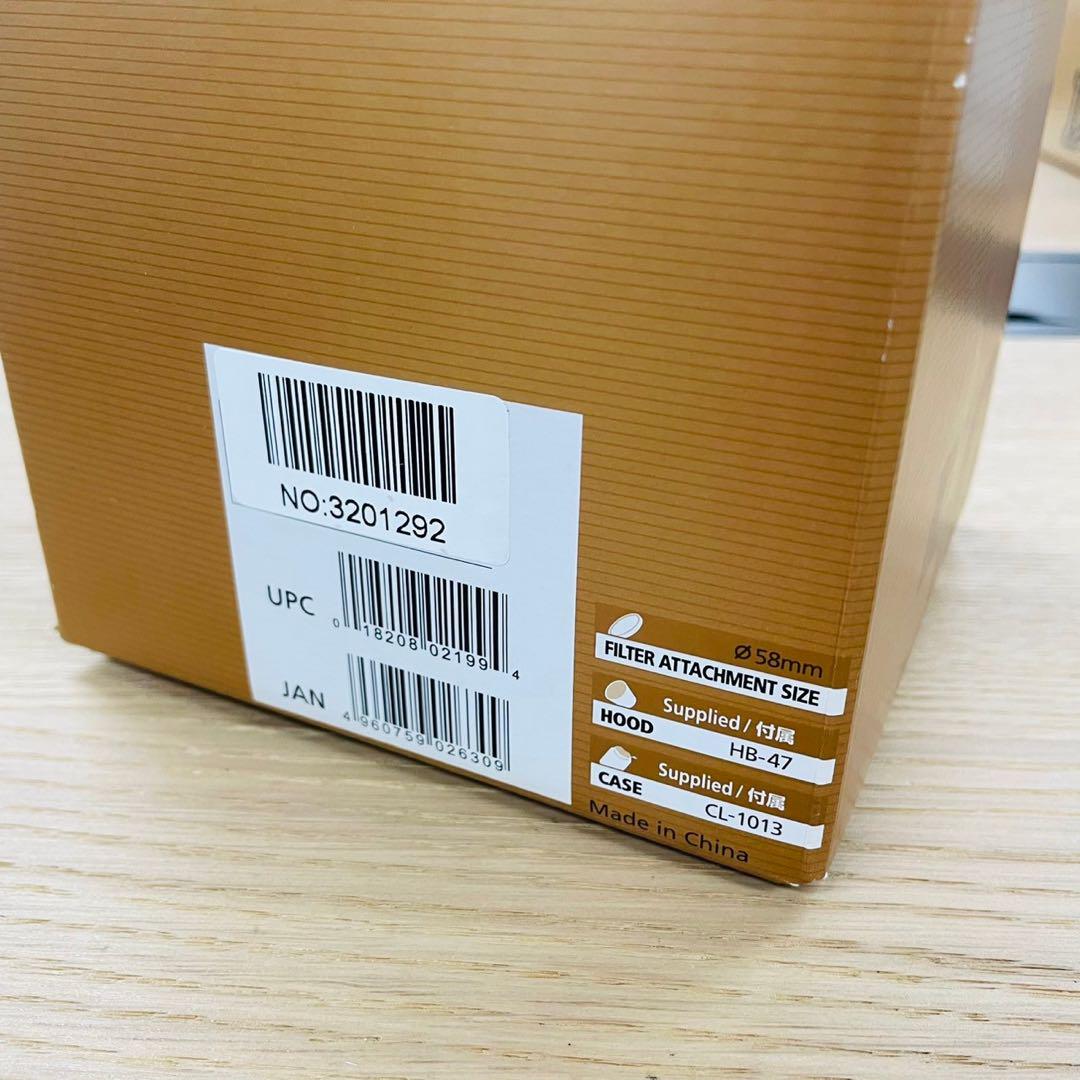 NO:3201292
UPC
0 18208 02199 4
JAN
4 960759 026309
Ø58mm
FILTER ATTACHMENT SIZE
Supplied / 付属
HOOD HB-47
Supplied / 付属
CASE CL-1013
Made in China